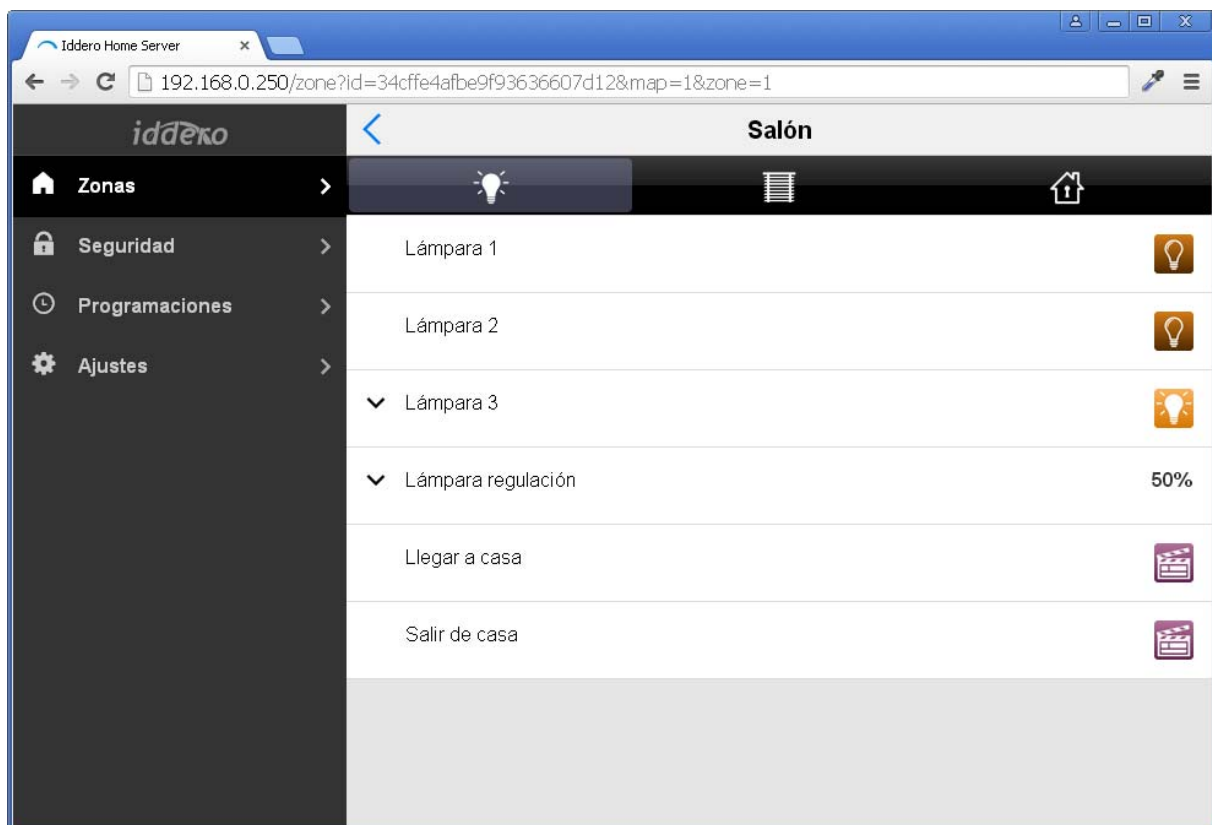 Iddero Home Server
192.168.0.250/zone?id=34cffe4afbe9f93636607d12&map=1&zone=1
iddero
Salón
Zonas
Seguridad
Programaciones
Ajustes
Lámpara 1
Lámpara 2
Lámpara 3
Lámpara regulación 50%
Llegar a casa
Salir de casa